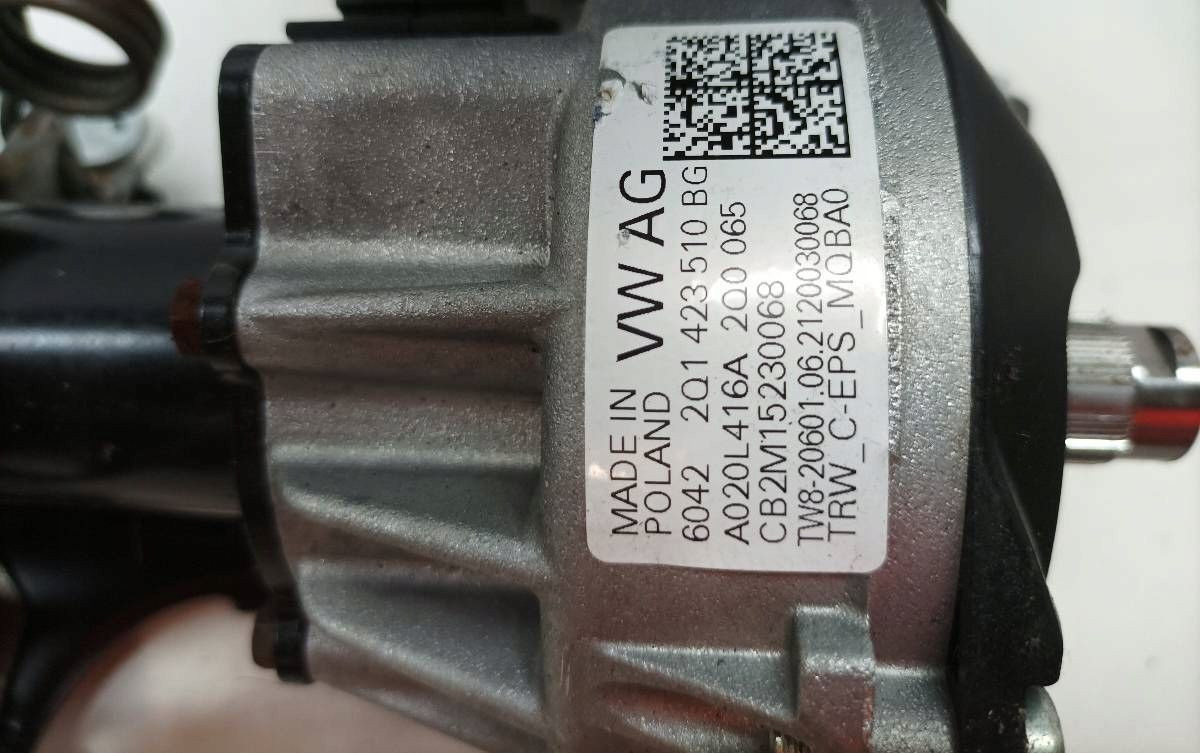 MADE IN
POLAND
VW AG
6042 2Q1 423 510 BG
A020L416A 2Q0 065
CB2M15230068
TW8-20601.06.2120030068
TRW_C-EPS_MQBA0